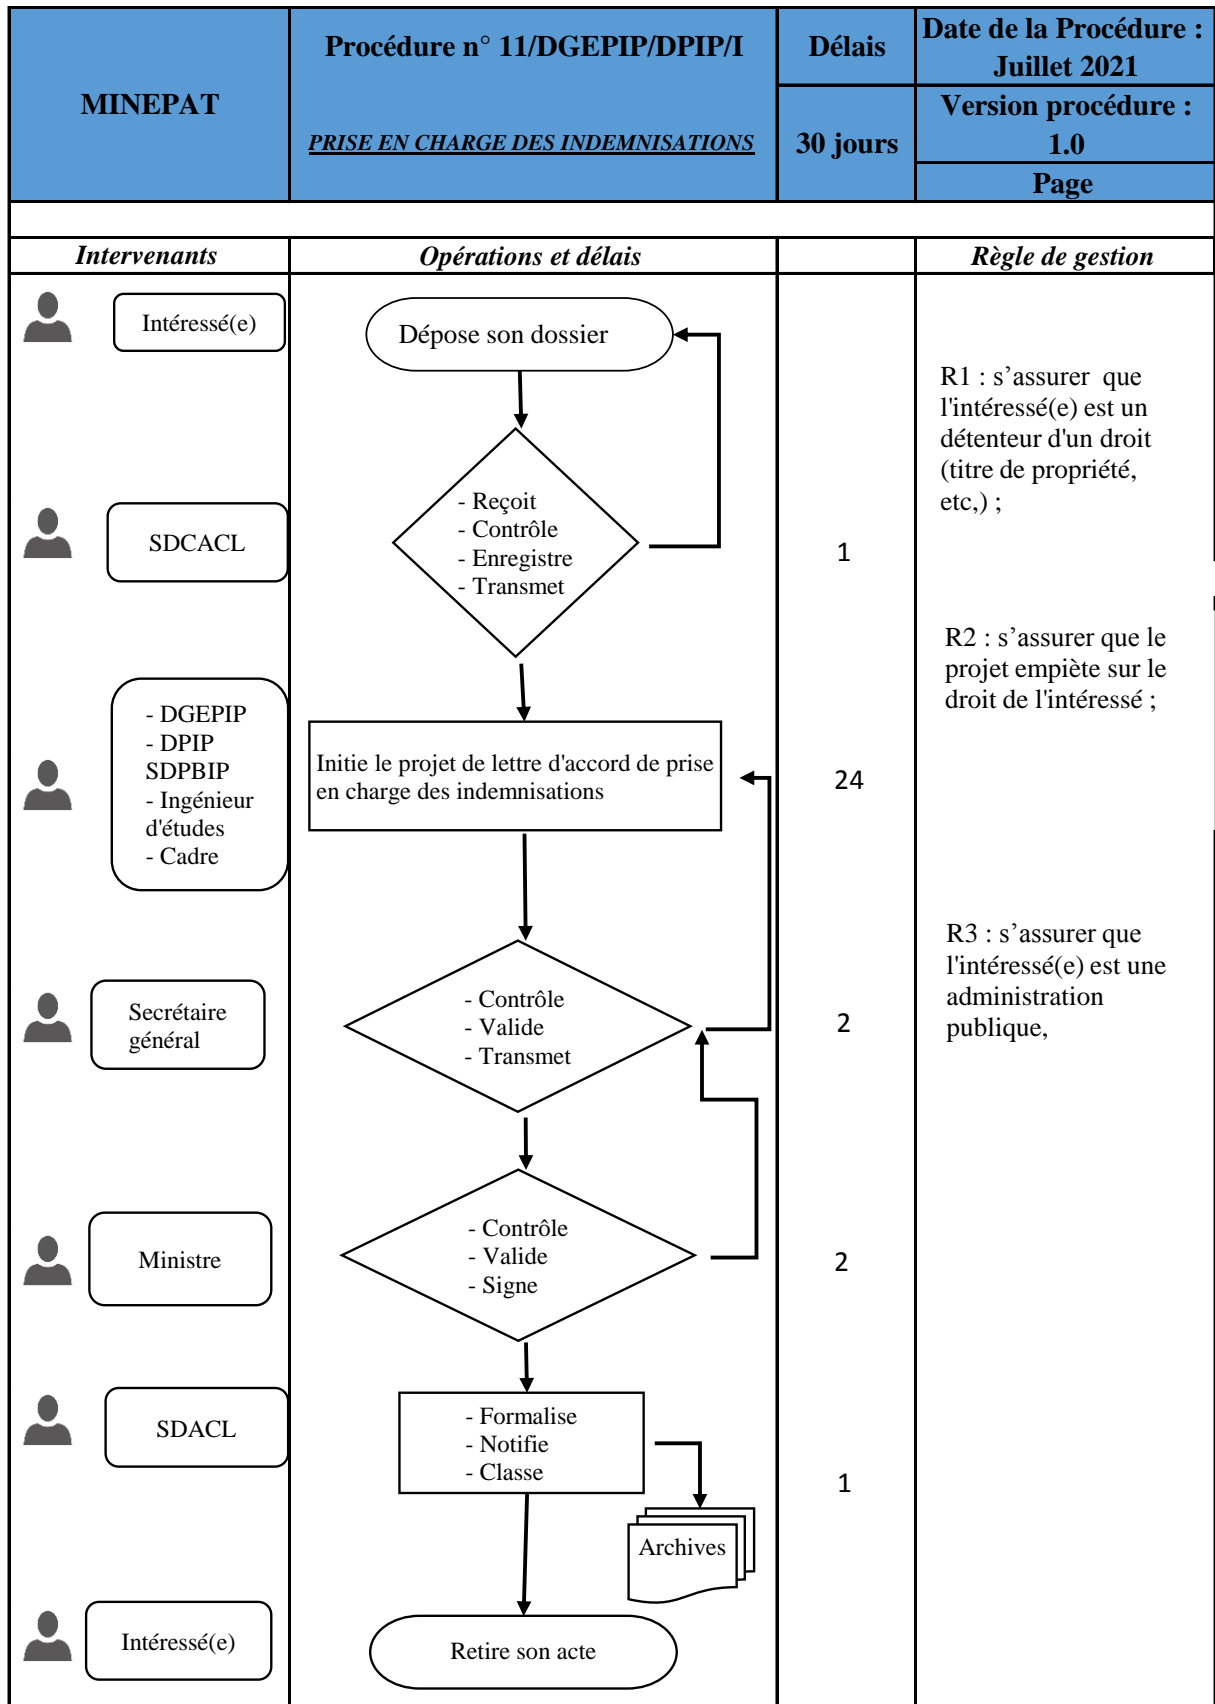 MINEPAT
Procédure n° 11/DGEPIP/DPIP/I
PRISE EN CHARGE DES INDEMNISATIONS
Délais
30 jours
Date de la Procédure :
Juillet 2021
Version procédure :
1.0
Page
Intervenants
Opérations et délais
Règle de gestion
Intéressé(e)
Dépose son dossier
R1 : s’assurer que
l'intéressé(e) est un
détenteur d'un droit
(titre de propriété,
etc,) ;
SDCACL
- Reçoit
- Contrôle
- Enregistre
- Transmet
1
R2 : s’assurer que le
projet empiète sur le
droit de l'intéressé ;
- DGEPIP
- DPIP
SDPBIP
- Ingénieur
d'études
- Cadre
Initie le projet de lettre d'accord de prise
en charge des indemnisations
24
R3 : s’assurer que
l'intéressé(e) est une
administration
publique,
Secrétaire
général
- Contrôle
- Valide
- Transmet
2
Ministre
- Contrôle
- Valide
- Signe
2
SDACL
- Formalise
- Notifie
- Classe
1
Archives
Intéressé(e)
Retire son acte